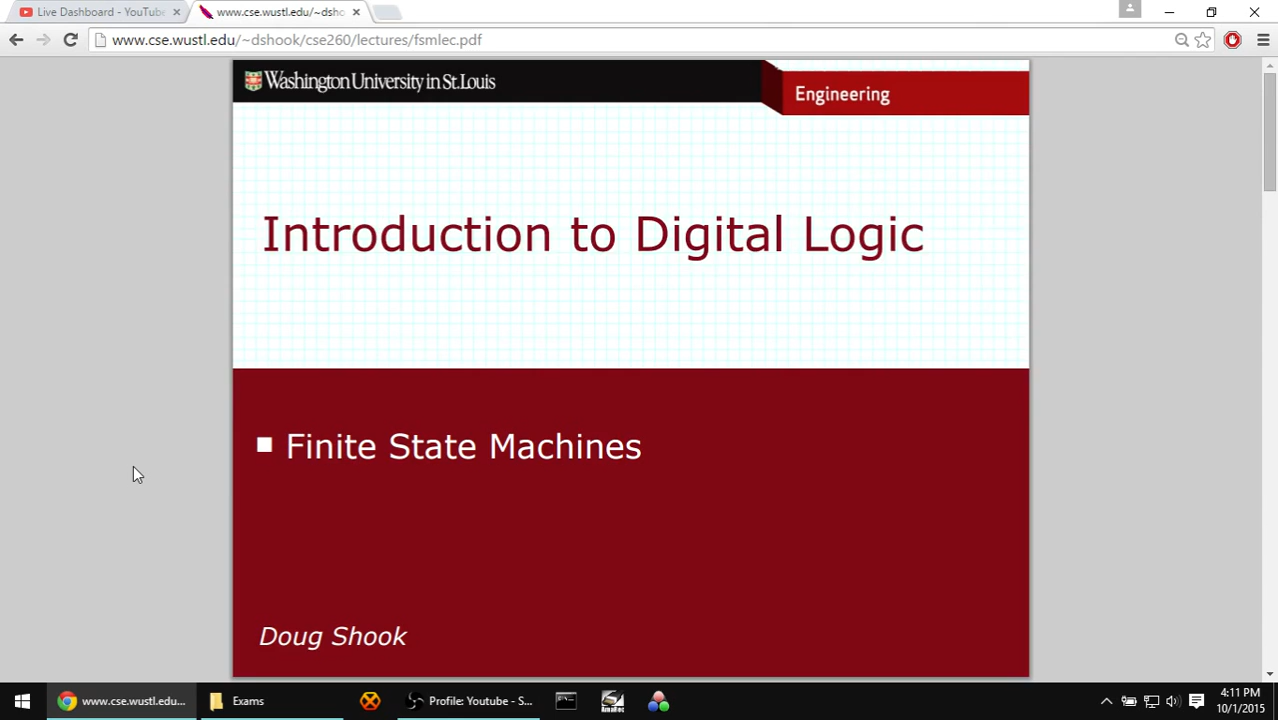 Live Dashboard - YouTube
www.cse.wustl.edu/~dsho
www.cse.wustl.edu/~dshook/cse260/lectures/fsmlec.pdf
Washington University in St. Louis
Engineering
Introduction to Digital Logic
Finite State Machines
Doug Shook
www.cse.wustl.edu...
Exams
Profile: Youtube - S...
4:11 PM
10/1/2015